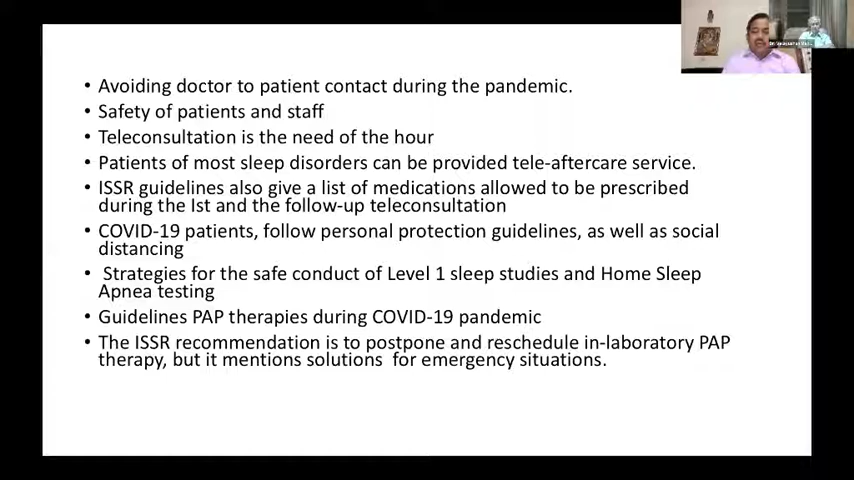 • Avoiding doctor to patient contact during the pandemic.
• Safety of patients and staff
• Teleconsultation is the need of the hour
• Patients of most sleep disorders can be provided tele-aftercare service.
• ISSR guidelines also give a list of medications allowed to be prescribed
during the Ist and the follow-up teleconsultation
• COVID-19 patients, follow personal protection guidelines, as well as social
distancing
• Strategies for the safe conduct of Level 1 sleep studies and Home Sleep
Apnea testing
• Guidelines PAP therapies during COVID-19 pandemic
• The ISSR recommendation is to postpone and reschedule in-laboratory PAP
therapy, but it mentions solutions for emergency situations.